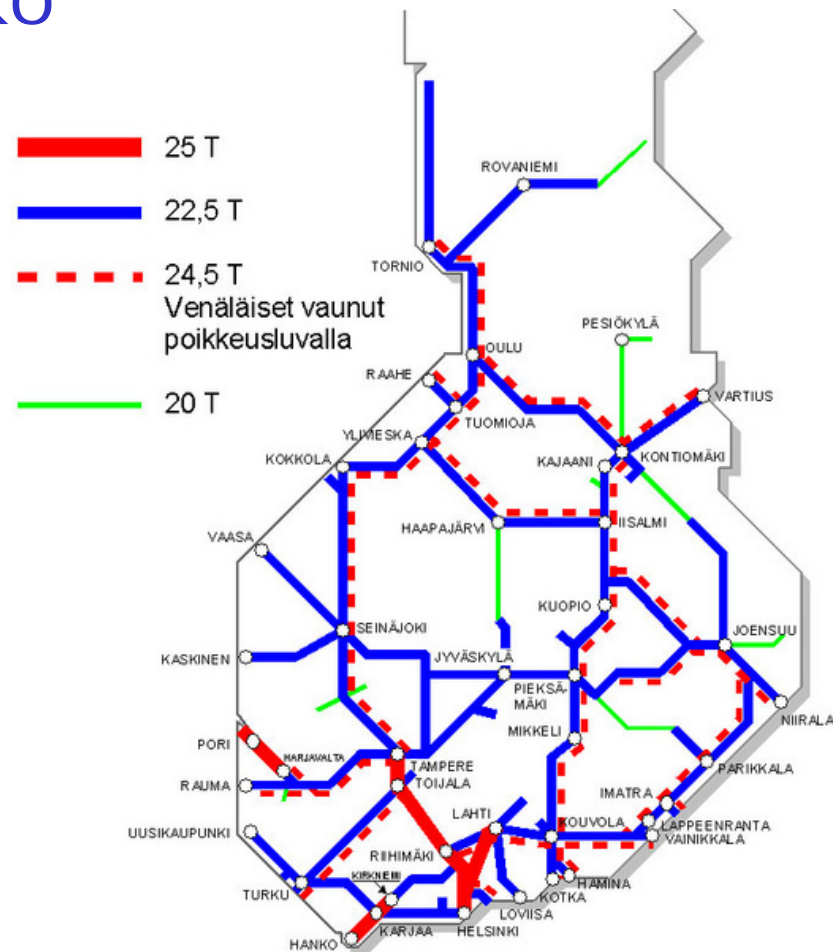 25 T
22,5 T
24,5 T
Venäläiset vaunut
poikkeusluvalla
20 T
ROVANIEMI
TORNIO
PESIÖKYLÄ
OULU
RAAHE
VARTIUS
TUOMIOJA
YLIVIESKA
KONTIOMÄKI
KOKKOLA
KAJAANI
HAAPAJÄRVI
IISALMI
VAASA
KUOPIO
SEINÄJOKI
JOENSUU
KASKINEN
JYVÄSKYLÄ
PIEKSÄ-
MÄKI
NIIRALA
MIKKELI
PORI
HARJAVALTA
TAMPERE
PARIKKALA
RAUMA
TOIJALA
IMATRA
LAHTI
KOUVOLA
LAPPEENRANTA
UUSIKAUPUNKI
VAINIKKALA
RIIHIMÄKI
KIRKNIEMI
HAMINA
TURKU
KOTKA
LOVIISA
KARJAA
HELSINKI
HANKO